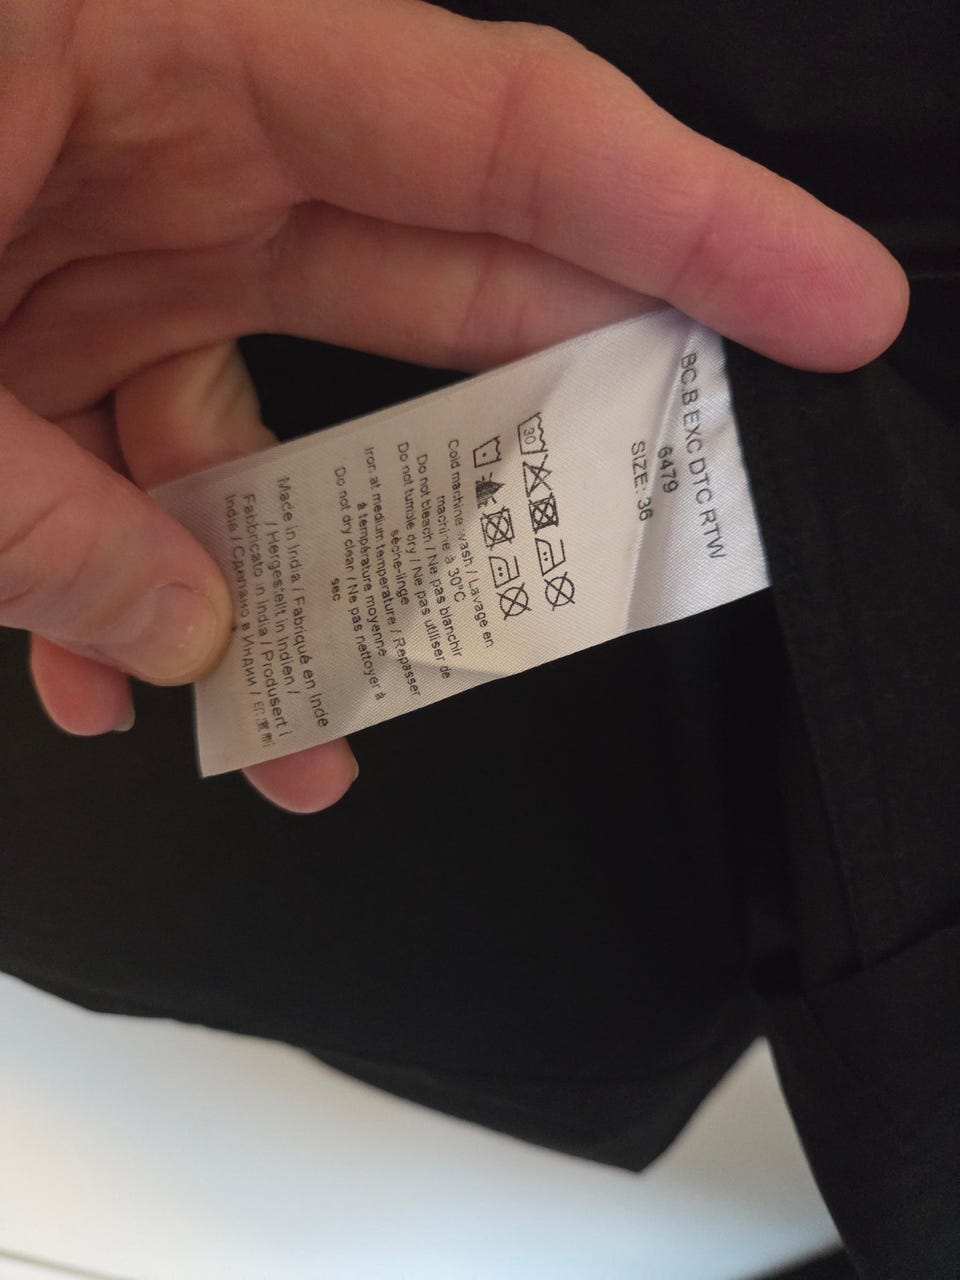 BC.B EXC DTC RTW
6479
SIZE: 36
30
Cold machine wash / Lavage en
machine à 30°C
Do not bleach / Ne pas blanchir
Do not tumble dry / Ne pas utiliser de
sèche-linge
Iron at medium temperature / Repasser
à température moyenne
Do not dry clean / Ne pas nettoyer à
sec
Made in India / Fabriqué en Inde
/ Hergestellt in Indien /
Fabbricato in India / Produsert i
India / Сделано в Индии /